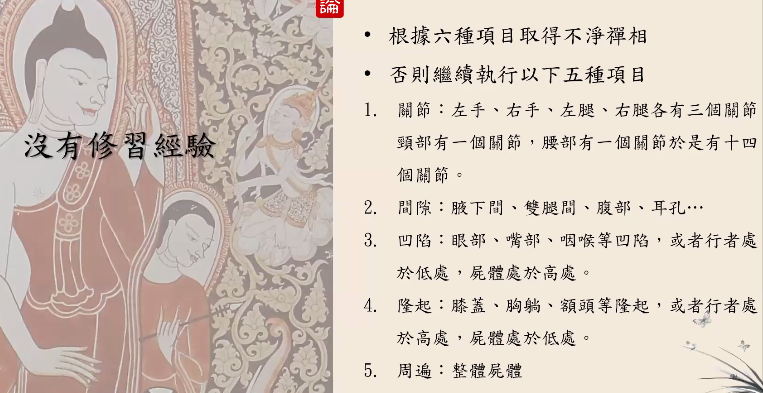 論
沒有修習經驗
• 根據六種項目取得不淨禪相
• 否則繼續執行以下五種項目
1. 關節：左手、右手、左腿、右腿各有三個關節
頸部有一個關節，腰部有一個關節於是有十四
個關節。
2. 間隙：腋下間、雙腿間、腹部、耳孔…
3. 凹陷：眼部、嘴部、咽喉等凹陷，或者行者處
於低處，屍體處於高處。
4. 隆起：膝蓋、胸躺、額頭等隆起，或者行者處
於高處，屍體處於低處。
5. 周遍：整體屍體